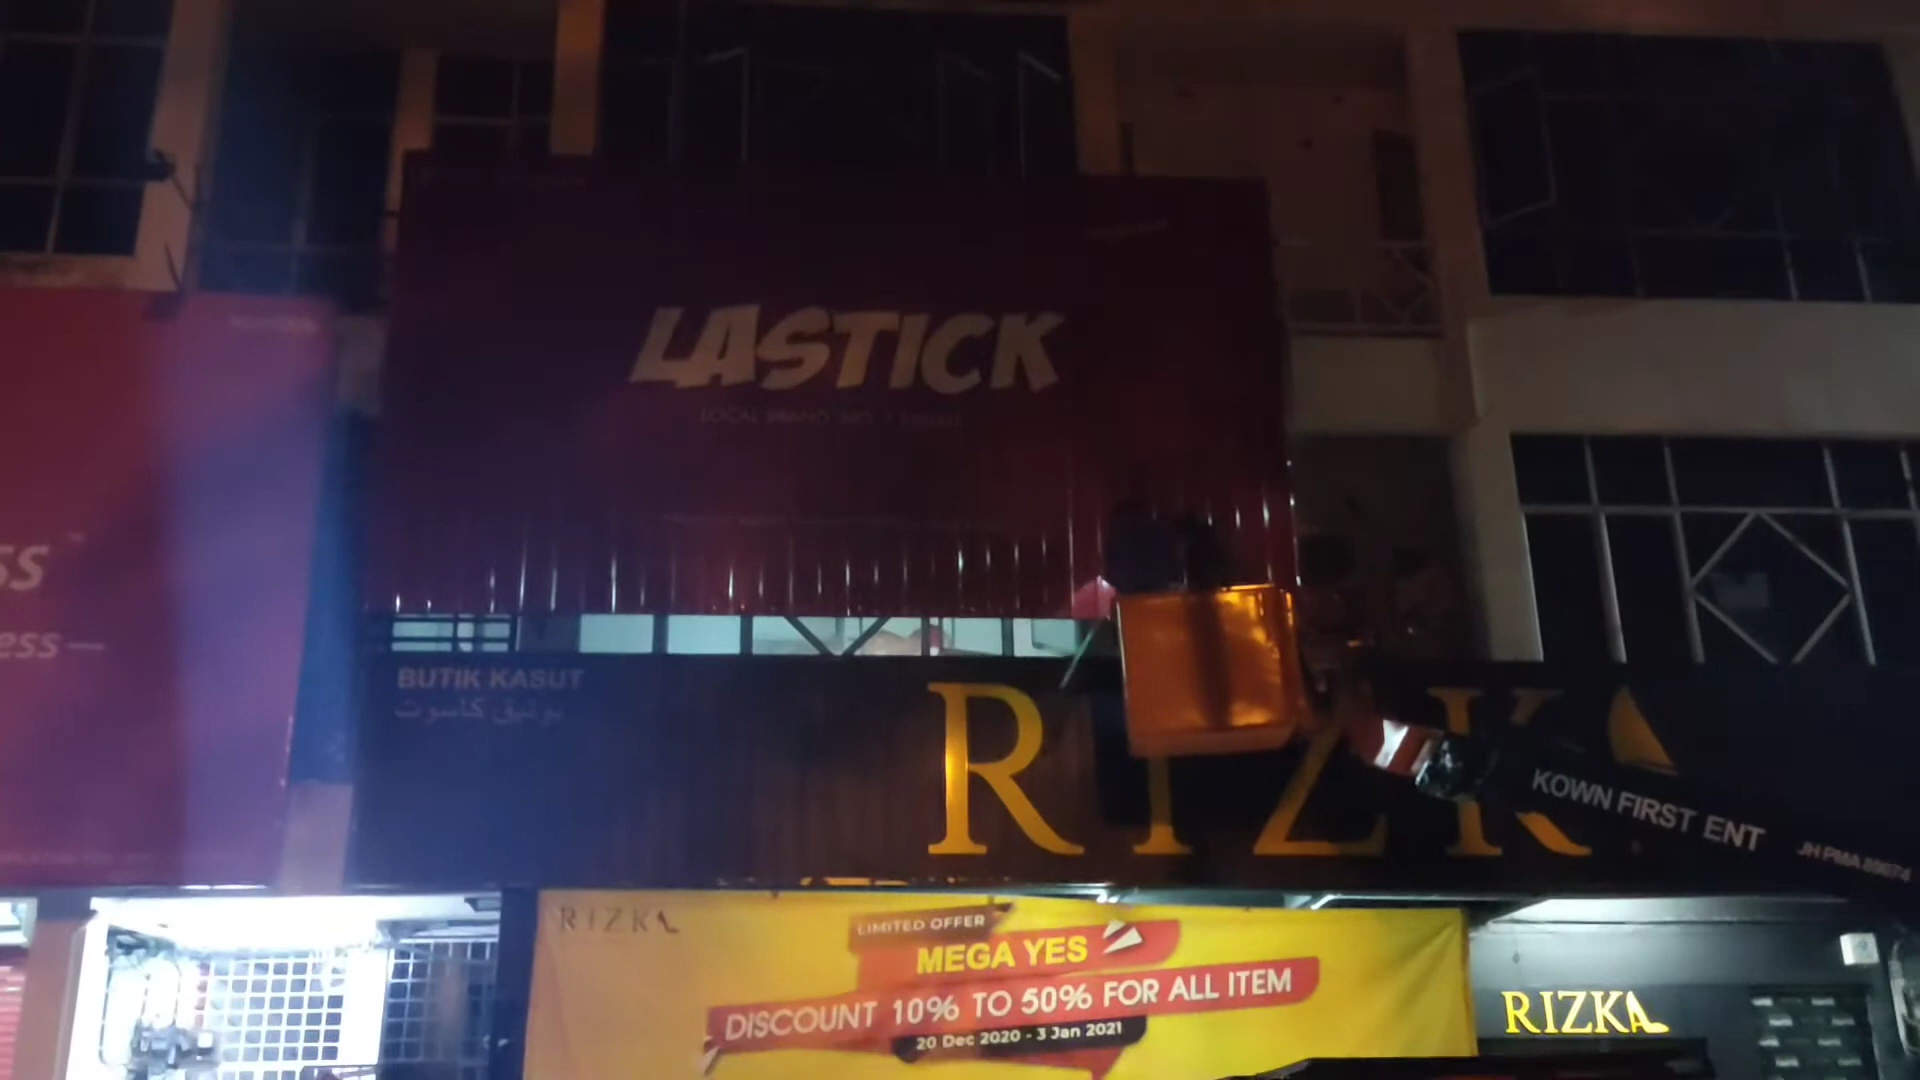 LASTICK
ss
ess—
BUTIK KASUT
بوتيق كاسوت
RIZKA
KOWN FIRST ENT
RIZKA
LIMITED OFFER
MEGA YES
DISCOUNT 10% TO 50% FOR ALL ITEM
20 Dec 2020 - 3 Jan 2021
RIZKA